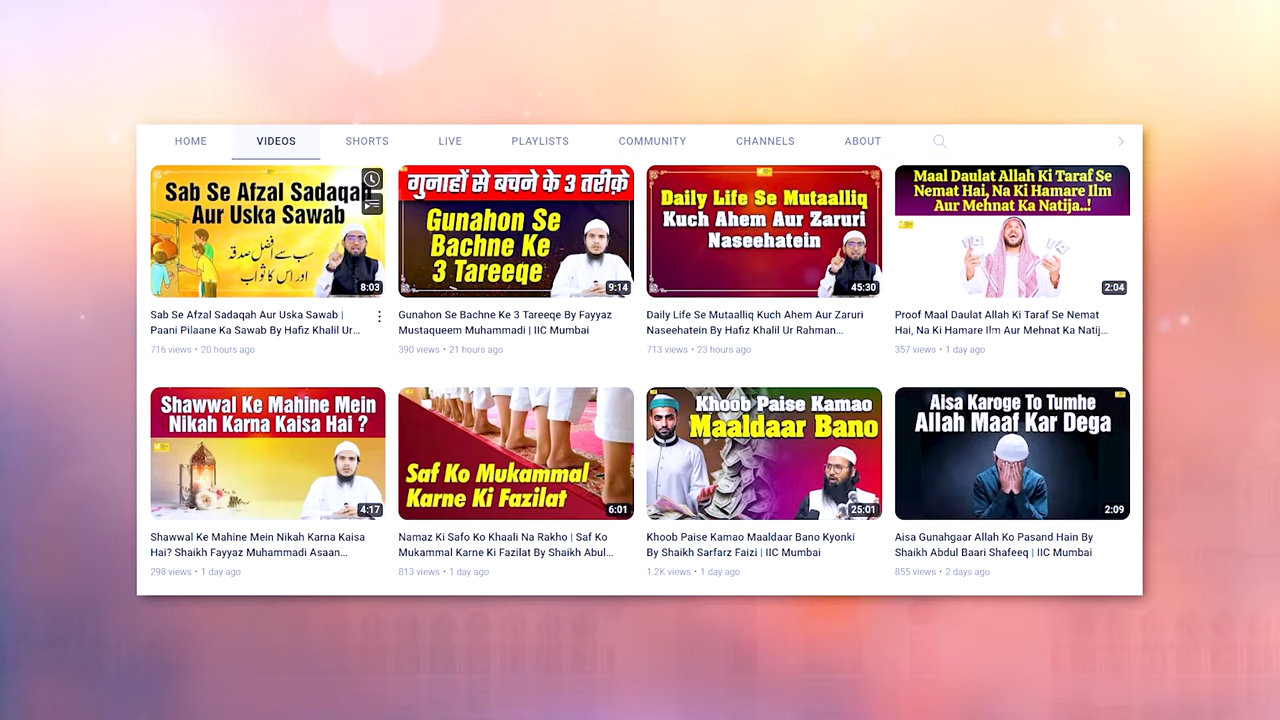 HOME VIDEOS SHORTS LIVE PLAYLISTS COMMUNITY CHANNELS ABOUT
Sab Se Afzal Sadaqah
Aur Uska Sawab
سب سے افضل صدقہ
اور اس کا ثواب
8:03
Sab Se Afzal Sadaqah Aur Uska Sawab |
Paani Pilaane Ka Sawab By Hafiz Khalil Ur...
716 views • 20 hours ago
गुनाहों से बचने के 3 तरीक़े
Gunahon Se
Bachne Ke
3 Tareeqe
9:14
Gunahon Se Bachne Ke 3 Tareeqe By Fayyaz
Mustaqueem Muhammadi | IIC Mumbai
390 views • 21 hours ago
Daily Life Se Mutaalliq
Kuch Ahem Aur Zaruri
Naseehatein
45:30
Daily Life Se Mutaalliq Kuch Ahem Aur Zaruri
Naseehatein By Hafiz Khalil Ur Rahman...
713 views • 23 hours ago
Maal Daulat Allah Ki Taraf Se
Nemat Hai, Na Ki Hamare Ilm
Aur Mehnat Ka Natija..!
2:04
Proof Maal Daulat Allah Ki Taraf Se Nemat
Hai, Na Ki Hamare Ilm Aur Mehnat Ka Natij...
357 views • 1 day ago
Shawwal Ke Mahine Mein
Nikah Karna Kaisa Hai ?
4:17
Shawwal Ke Mahine Mein Nikah Karna Kaisa
Hai? Shaikh Fayyaz Muhammadi Asaan...
298 views • 1 day ago
Saf Ko Mukammal
Karne Ki Fazilat
6:01
Namaz Ki Safo Ko Khaali Na Rakho | Saf Ko
Mukammal Karne Ki Fazilat By Shaikh Abul...
813 views • 1 day ago
Khoob Paise Kamao
Maaldaar Bano
25:01
Khoob Paise Kamao Maaldaar Bano Kyonki
By Shaikh Sarfarz Faizi | IIC Mumbai
1.2K views • 1 day ago
Aisa Karoge To Tumhe
Allah Maaf Kar Dega
2:09
Aisa Gunahgaar Allah Ko Pasand Hain By
Shaikh Abdul Baari Shafeeq | IIC Mumbai
855 views • 2 days ago